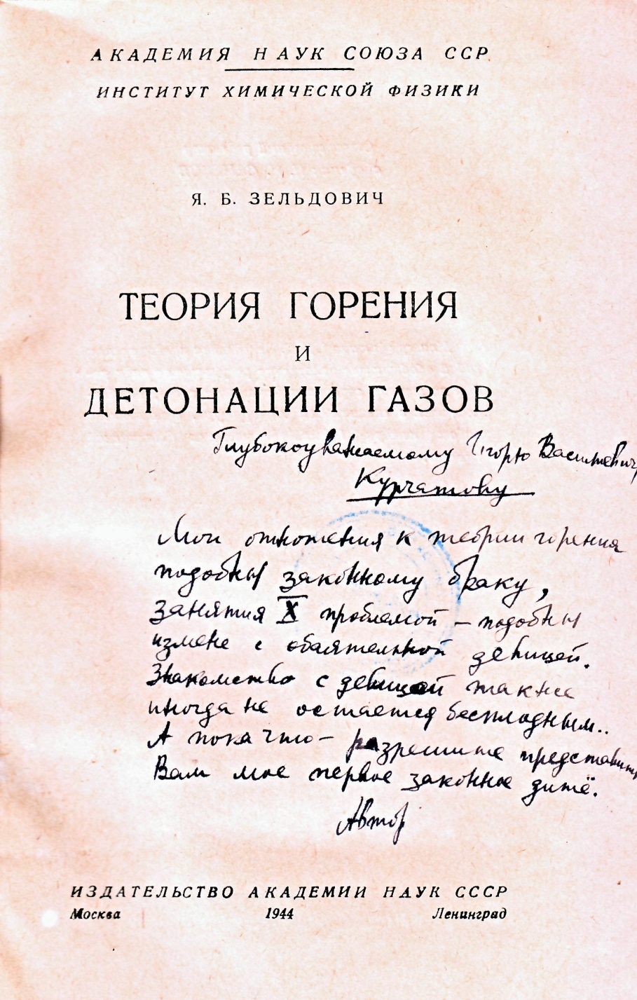 АКАДЕМИЯ НАУК СОЮЗА ССР
ИНСТИТУТ ХИМИЧЕСКОЙ ФИЗИКИ
Я. Б. ЗЕЛЬДОВИЧ
ТЕОРИЯ ГОРЕНИЯ
И
ДЕТОНАЦИИ ГАЗОВ
Глубокоуважаемому Игорю Васильевичу
Курчатову
Мои отношения к теории горения
подобны законному браку,
занятия X проблемой – подобны
измене с обаятельной девицей.
Знакомство с девицей также
иногда не остается бесплодным..
А пока что – разрешите представить
Вам мое первое законное дитё.
Автор
ИЗДАТЕЛЬСТВО АКАДЕМИИ НАУК СССР
Москва 1944 Ленинград